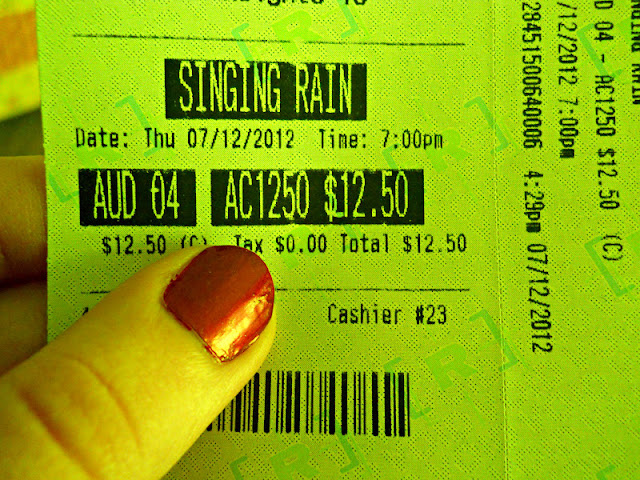 SINGING RAIN
Date: Thu 07/12/2012 Time: 7:00pm
AUD 04 AC1250 $12.50
$12.50 (C) Tax $0.00 Total $12.50
Cashier #23
[R]
[R]
[R]
[R]
[R]
04 - AC1250 $12.50 (C)
/12/2012 7:00pm
28451500640006 4:29pm 07/12/2012